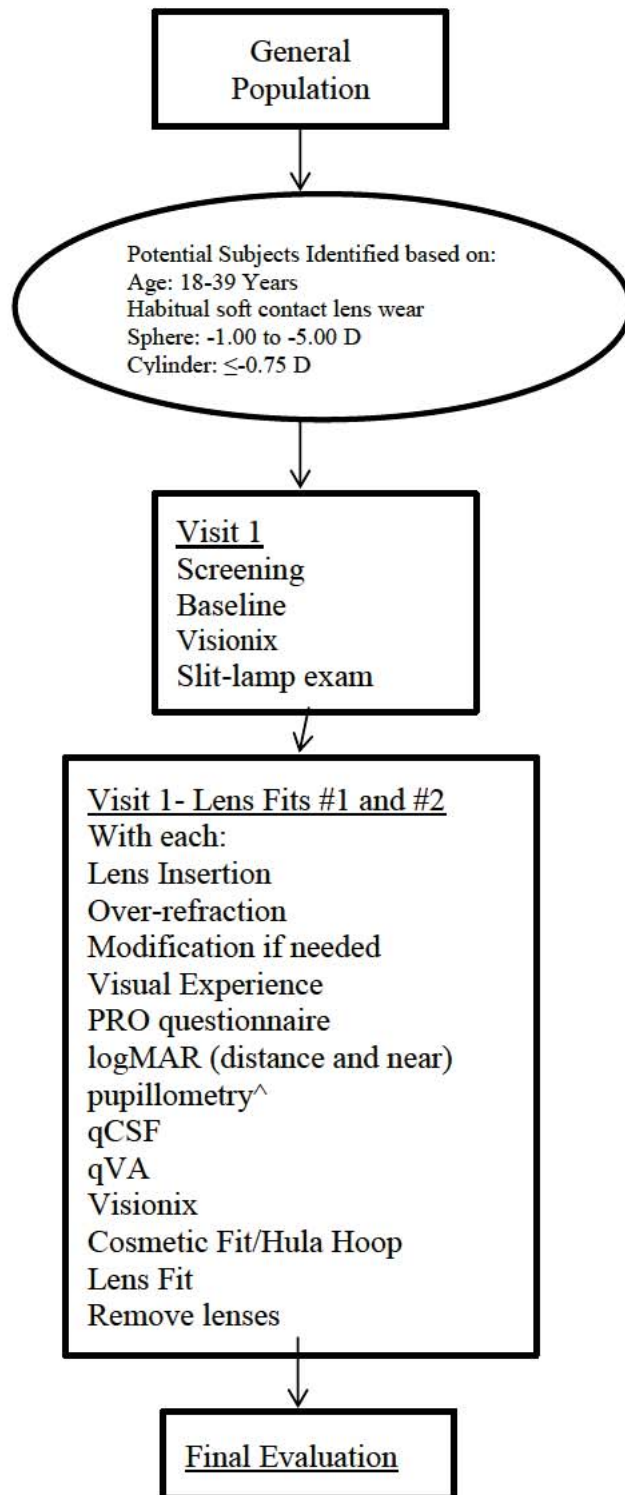 General
Population
Potential Subjects Identified based on:
Age: 18-39 Years
Habitual soft contact lens wear
Sphere: -1.00 to -5.00 D
Cylinder: ≤-0.75 D
Visit 1
Screening
Baseline
Visionix
Slit-lamp exam
Visit 1- Lens Fits #1 and #2
With each:
Lens Insertion
Over-refraction
Modification if needed
Visual Experience
PRO questionnaire
logMAR (distance and near)
pupillometry^
qCSF
qVA
Visionix
Cosmetic Fit/Hula Hoop
Lens Fit
Remove lenses
Final Evaluation